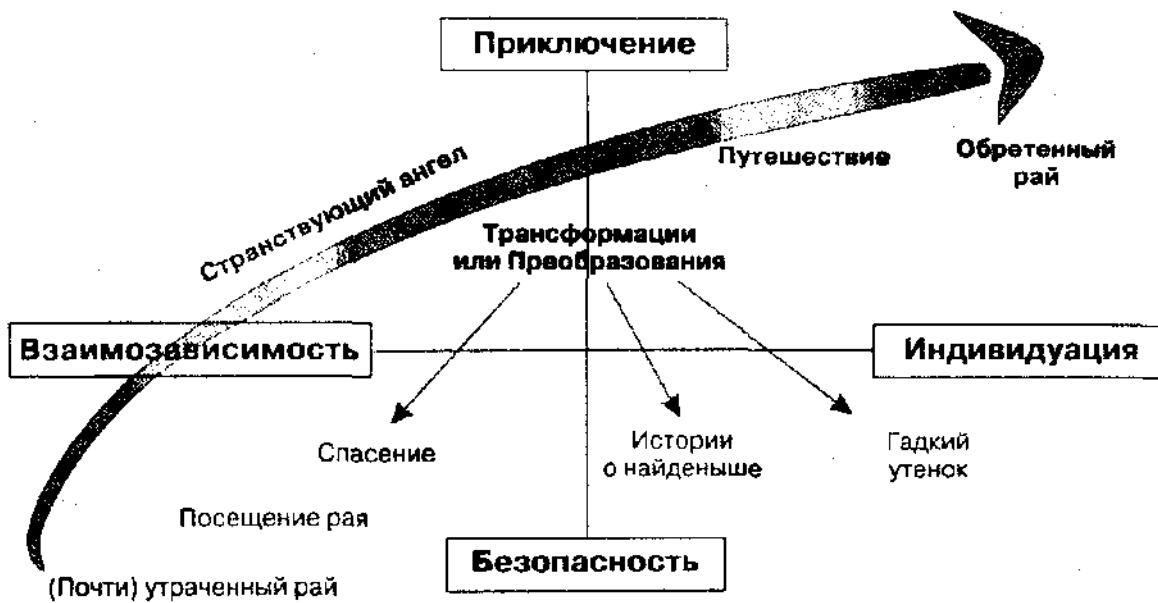 Приключение
Странствующий ангел
Путешествие
Обретенный
рай
Трансформации
или Преобразования
Взаимозависимость
Индивидуация
Спасение
Истории
о найденыше
Гадкий
утенок
Посещение рая
Безопасность
(Почти) утраченный рай